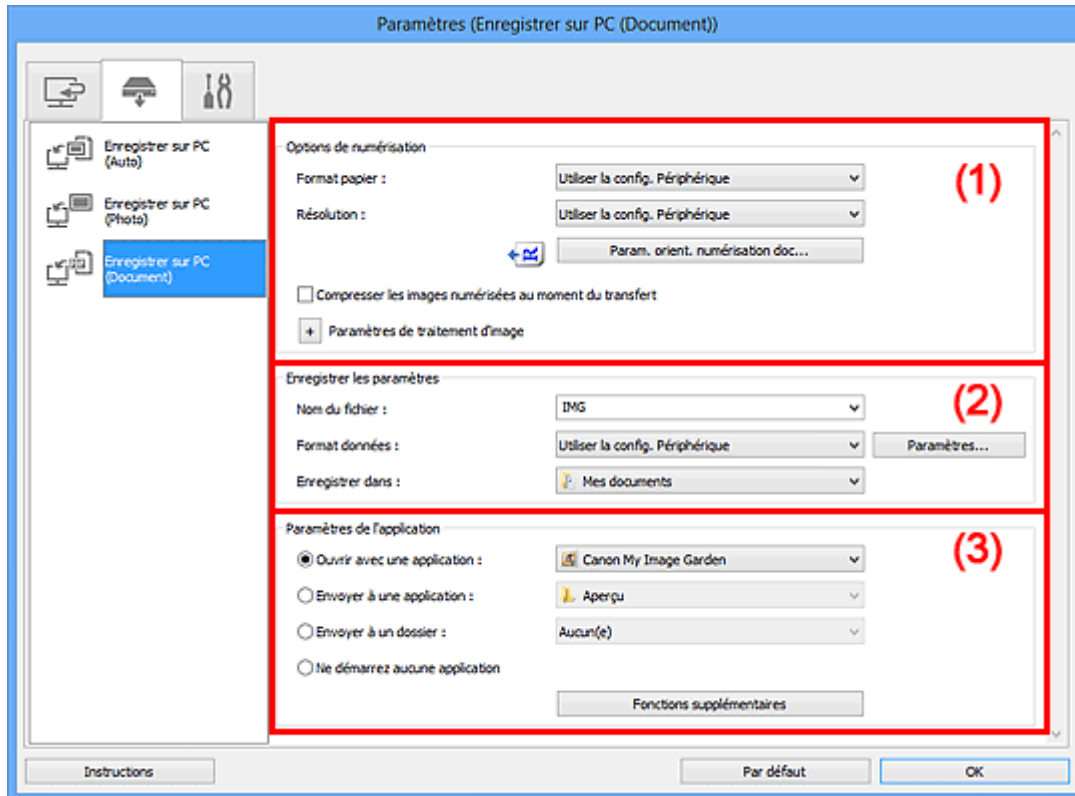 Paramètres (Enregistrer sur PC (Document))
Enregistrer sur PC
(Auto)
Enregistrer sur PC
(Photo)
Enregistrer sur PC
(Document)
Options de numérisation
(1)
Format papier :
Utiliser la config. Périphérique
Résolution :
Utiliser la config. Périphérique
Param. orient. numérisation doc...
Compresser les images numérisées au moment du transfert
+ Paramètres de traitement d'image
Enregistrer les paramètres
(2)
Nom du fichier :
IMG
Format données :
Utiliser la config. Périphérique
Paramètres...
Enregistrer dans :
Mes documents
Paramètres de l'application
(3)
Ouvrir avec une application :
Canon My Image Garden
Envoyer à une application :
Aperçu
Envoyer à un dossier :
Aucun(e)
Ne démarrez aucune application
Fonctions supplémentaires
Instructions
Par défaut
OK